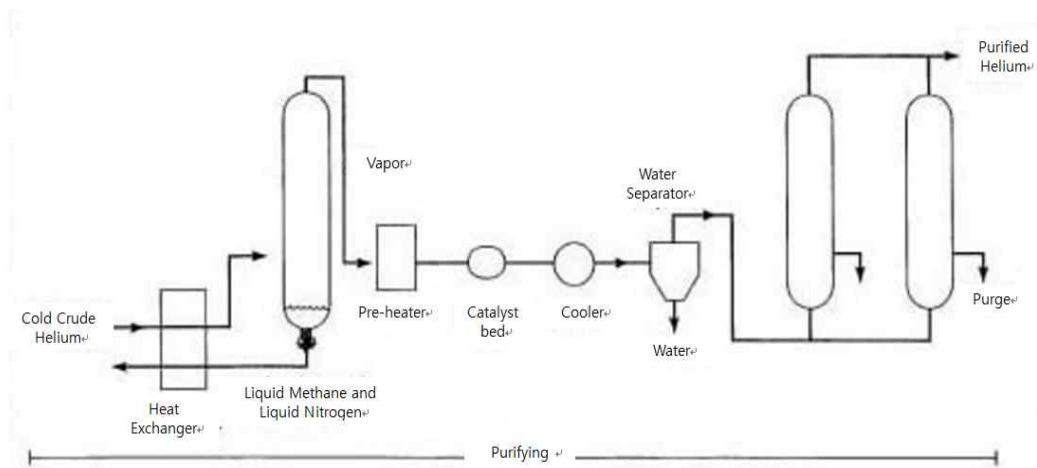 Purified
Helium
Vapor
Water
Separator
Cold Crude
Helium
Pre-heater
Catalyst
bed
Cooler
Water
Purge
Heat
Exchanger
Liquid Methane and
Liquid Nitrogen
Purifying